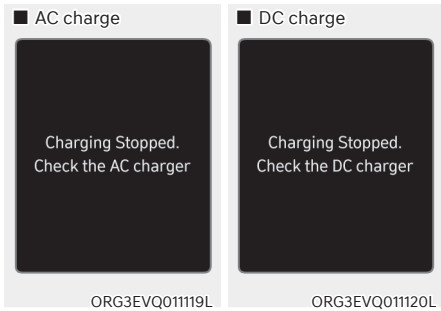 ■ AC charge
Charging Stopped.
Check the AC charger
ORG3EVQ011119L
■ DC charge
Charging Stopped.
Check the DC charger
ORG3EVQ011120L